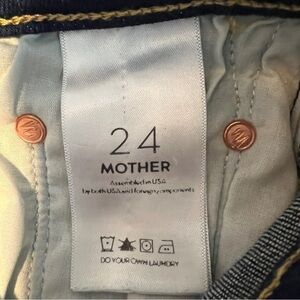 24
MOTHER
Assembled in USA
by both USA and foreign components
DO YOUR OWN LAUNDRY